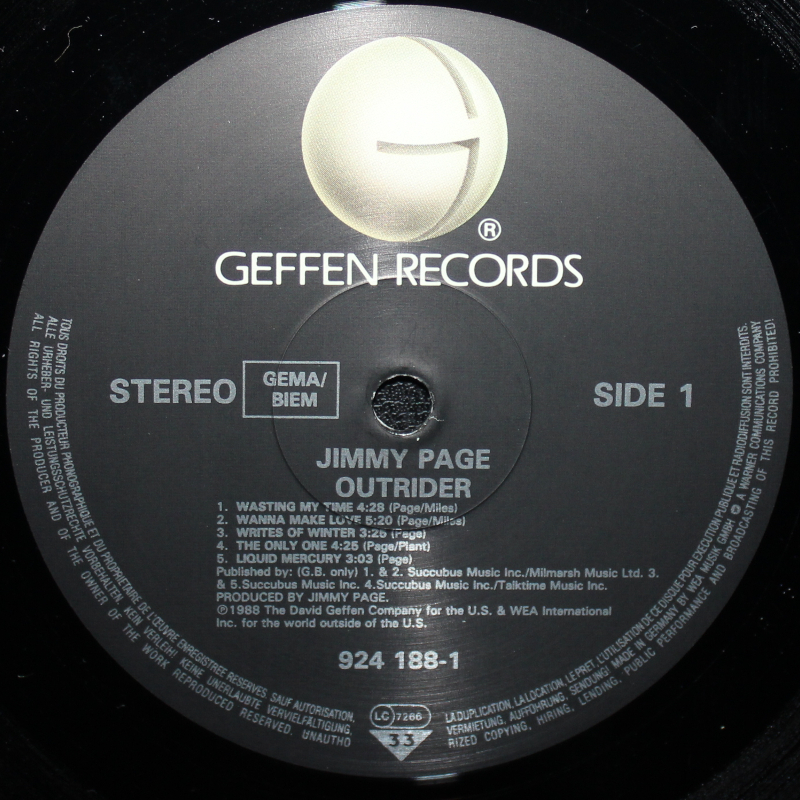 ®
GEFFEN RECORDS
STEREO
GEMA/
BIEM
SIDE 1
JIMMY PAGE
OUTRIDER
1. WASTING MY TIME 4:28 (Page/Miles)
2. WANNA MAKE LOVE 5:20 (Page/Miles)
3. WRITES OF WINTER 3:25 (Page)
4. THE ONLY ONE 4:25 (Page/Plant)
5. LIQUID MERCURY 3:03 (Page)
Published by: (G.B. only) 1. & 2. Succubus Music Inc./Milmarsh Music Ltd. 3.
& 5.Succubus Music Inc. 4.Succubus Music Inc./Talktime Music Inc.
PRODUCED BY JIMMY PAGE.
℗1988 The David Geffen Company for the U.S. & WEA International
Inc. for the world outside of the U.S.
924 188-1
LC 7266
33
TOUS DROITS DU PRODUCTEUR PHONOGRAPHIQUE ET DU PROPRIETAIRE DE L'ŒUVRE ENREGISTREE RESERVES. SAUF AUTORISATION, LA DUPLICATION, LA LOCATION, LE PRET, L'UTILISATION DE CE DISQUE POUR EXECUTION PUBLIQUE ET RADIODIFFUSION SONT INTERDITS.
ALLE URHEBER- UND LEISTUNGSSCHUTZRECHTE VORBEHALTEN. KEIN VERLEIH! KEINE UNERLAUBTE VERVIELFÄLTIGUNG, VERMIETUNG, AUFFÜHRUNG, SENDUNG! MADE IN GERMANY BY WEA MUSIK GMBH © A WARNER COMMUNICATIONS COMPANY
ALL RIGHTS OF THE PRODUCER AND OF THE OWNER OF THE WORK REPRODUCED RESERVED. UNAUTHORIZED COPYING, HIRING, LENDING, PUBLIC PERFORMANCE AND BROADCASTING OF THIS RECORD PROHIBITED!